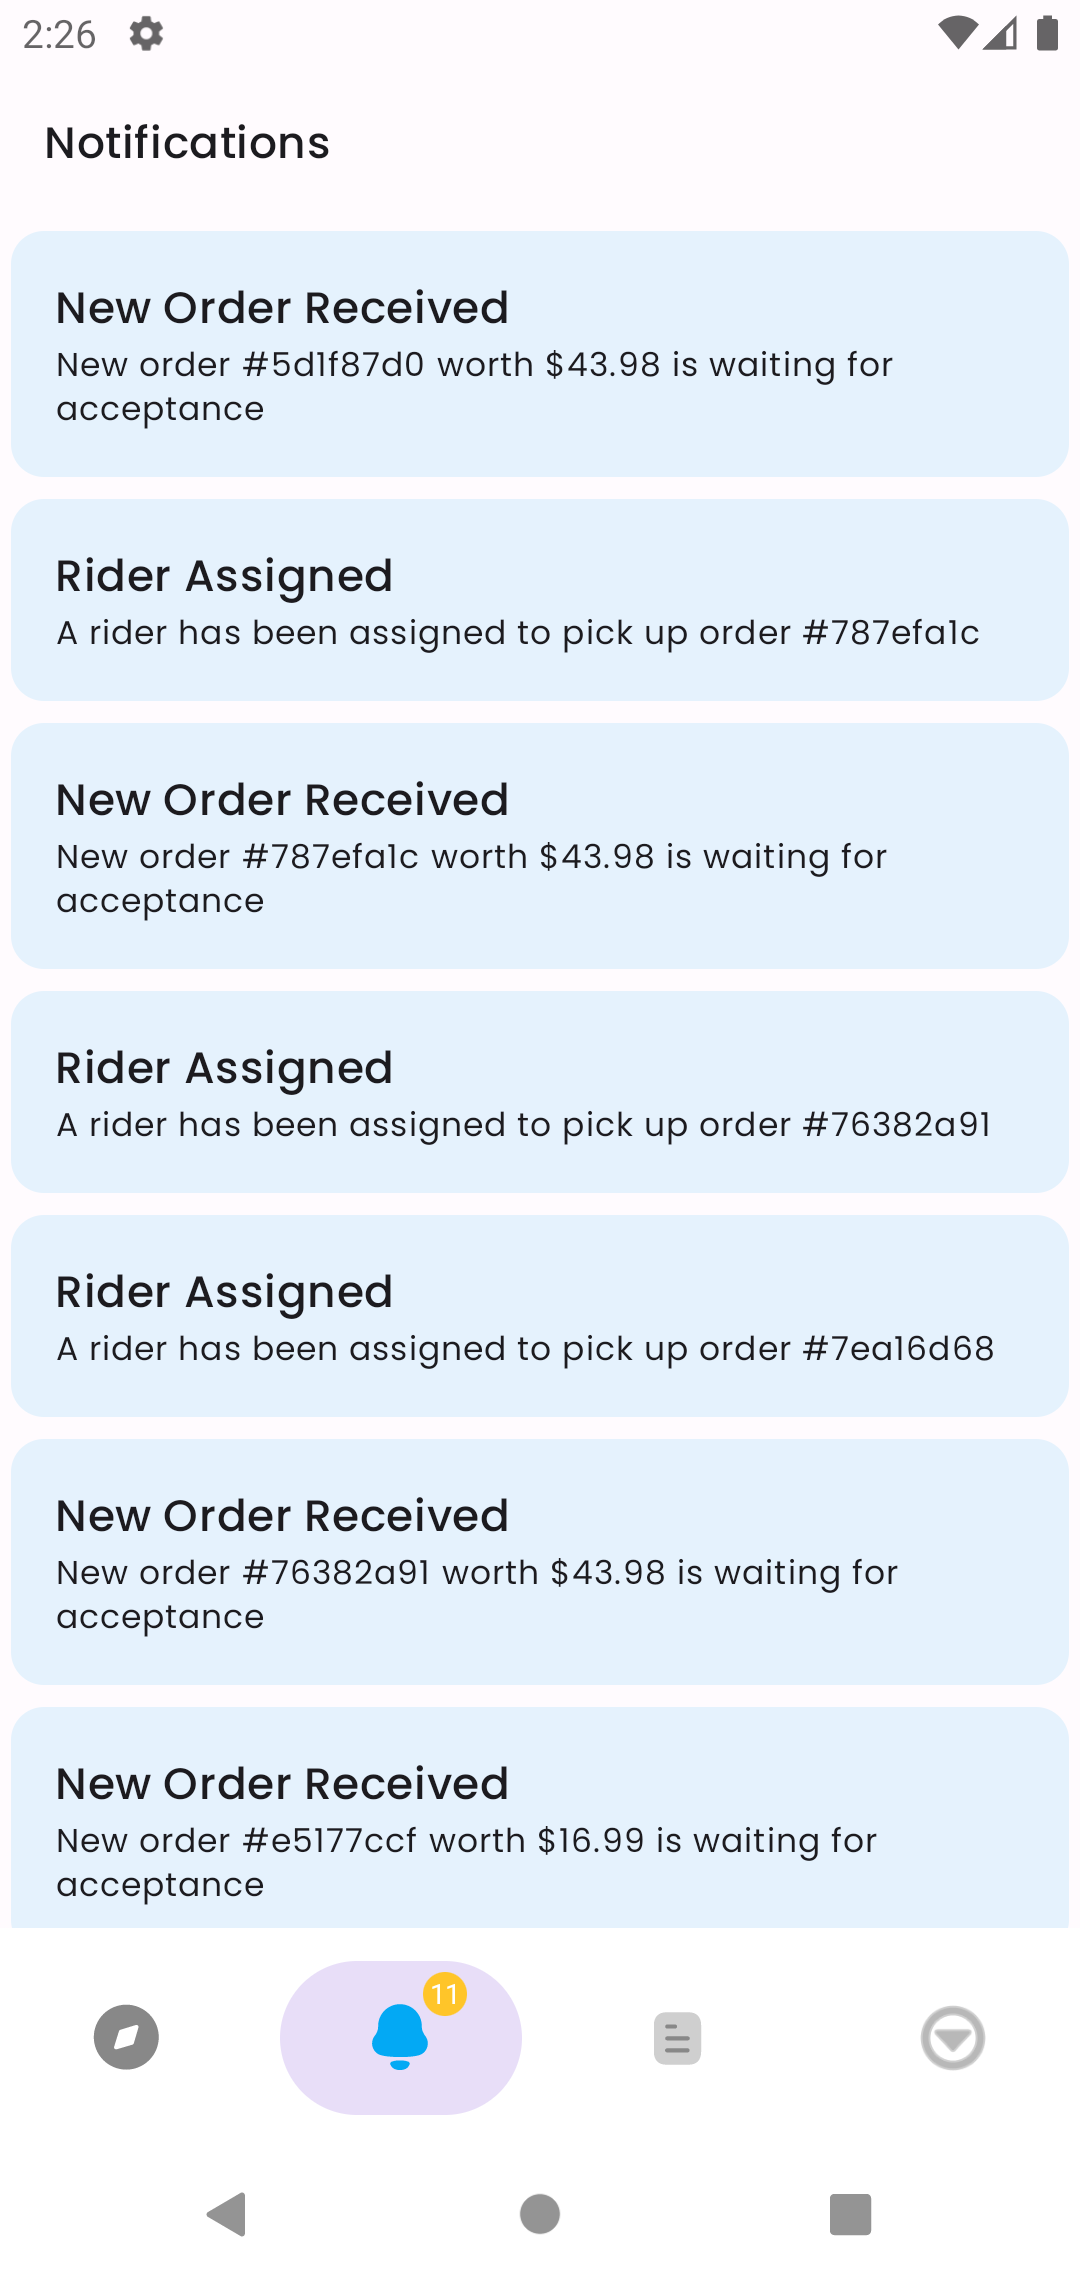 2:26
Notifications
New Order Received
New order #5d1f87d0 worth $43.98 is waiting for
acceptance
Rider Assigned
A rider has been assigned to pick up order #787efa1c
New Order Received
New order #787efa1c worth $43.98 is waiting for
acceptance
Rider Assigned
A rider has been assigned to pick up order #76382a91
Rider Assigned
A rider has been assigned to pick up order #7ea16d68
New Order Received
New order #76382a91 worth $43.98 is waiting for
acceptance
New Order Received
New order #e5177ccf worth $16.99 is waiting for
acceptance
11